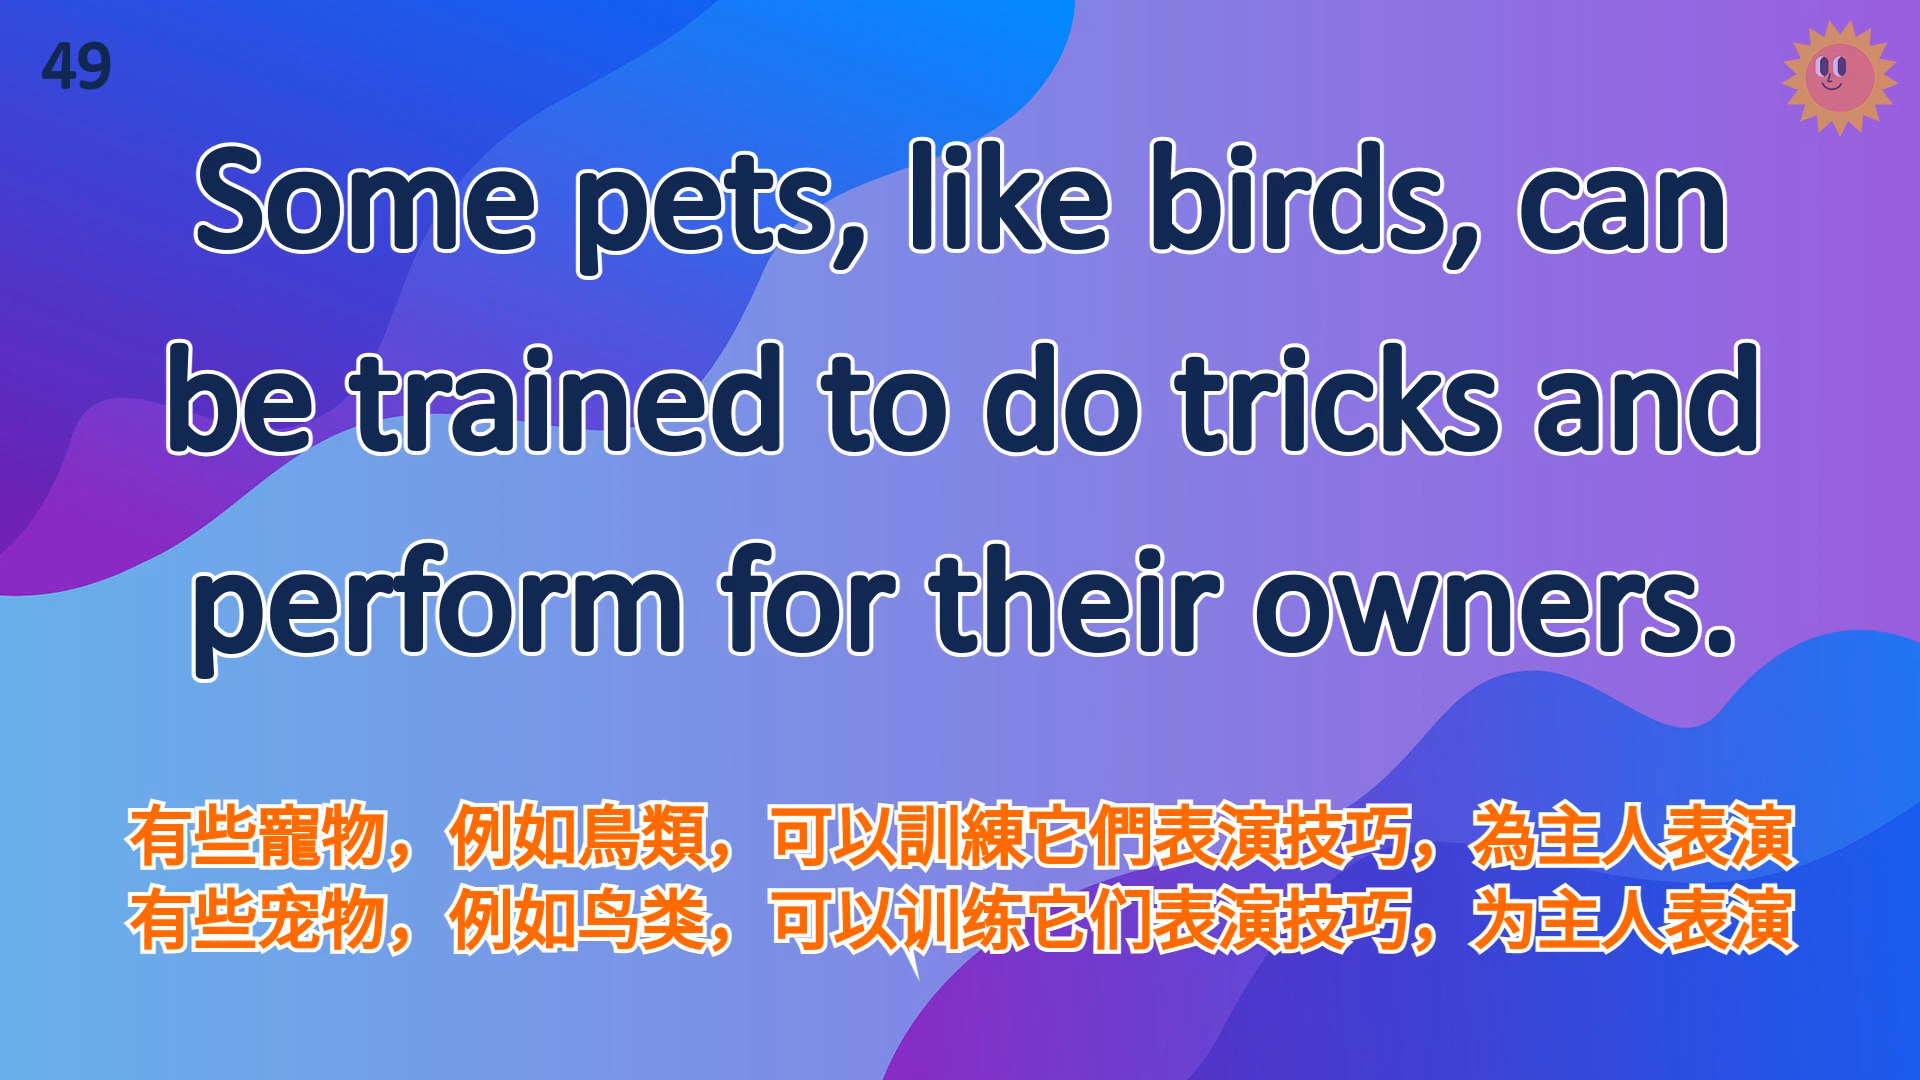 49
Some pets, like birds, can
be trained to do tricks and
perform for their owners.
有些寵物，例如鳥類，可以訓練它們表演技巧，為主人表演
有些宠物，例如鸟类，可以训练它们表演技巧，为主人表演